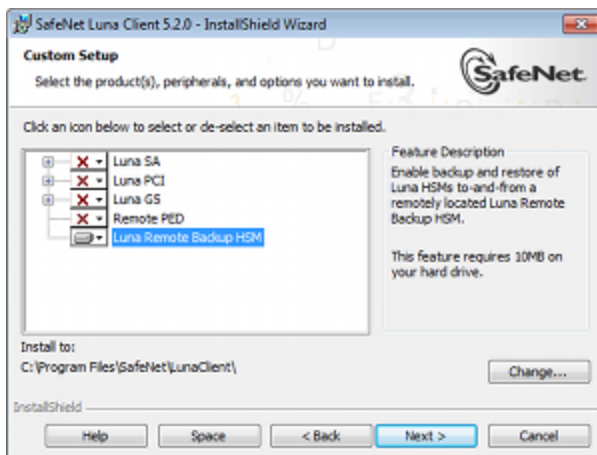 SafeNet Luna Client 5.2.0 - InstallShield Wizard
Custom Setup
Select the product(s), peripherals, and options you want to install.
SafeNet.
Click an icon below to select or de-select an item to be installed.
Luna SA
Luna PCI
Luna G5
Remote PED
Luna Remote Backup HSM
Feature Description
Enable backup and restore of
Luna HSMs to-and-from a
remotely located Luna Remote
Backup HSM.
This feature requires 10MB on
your hard drive.
Install to:
C:\Program Files\SafeNet\LunaClient\
Change...
InstallShield
Help
Space
< Back
Next >
Cancel